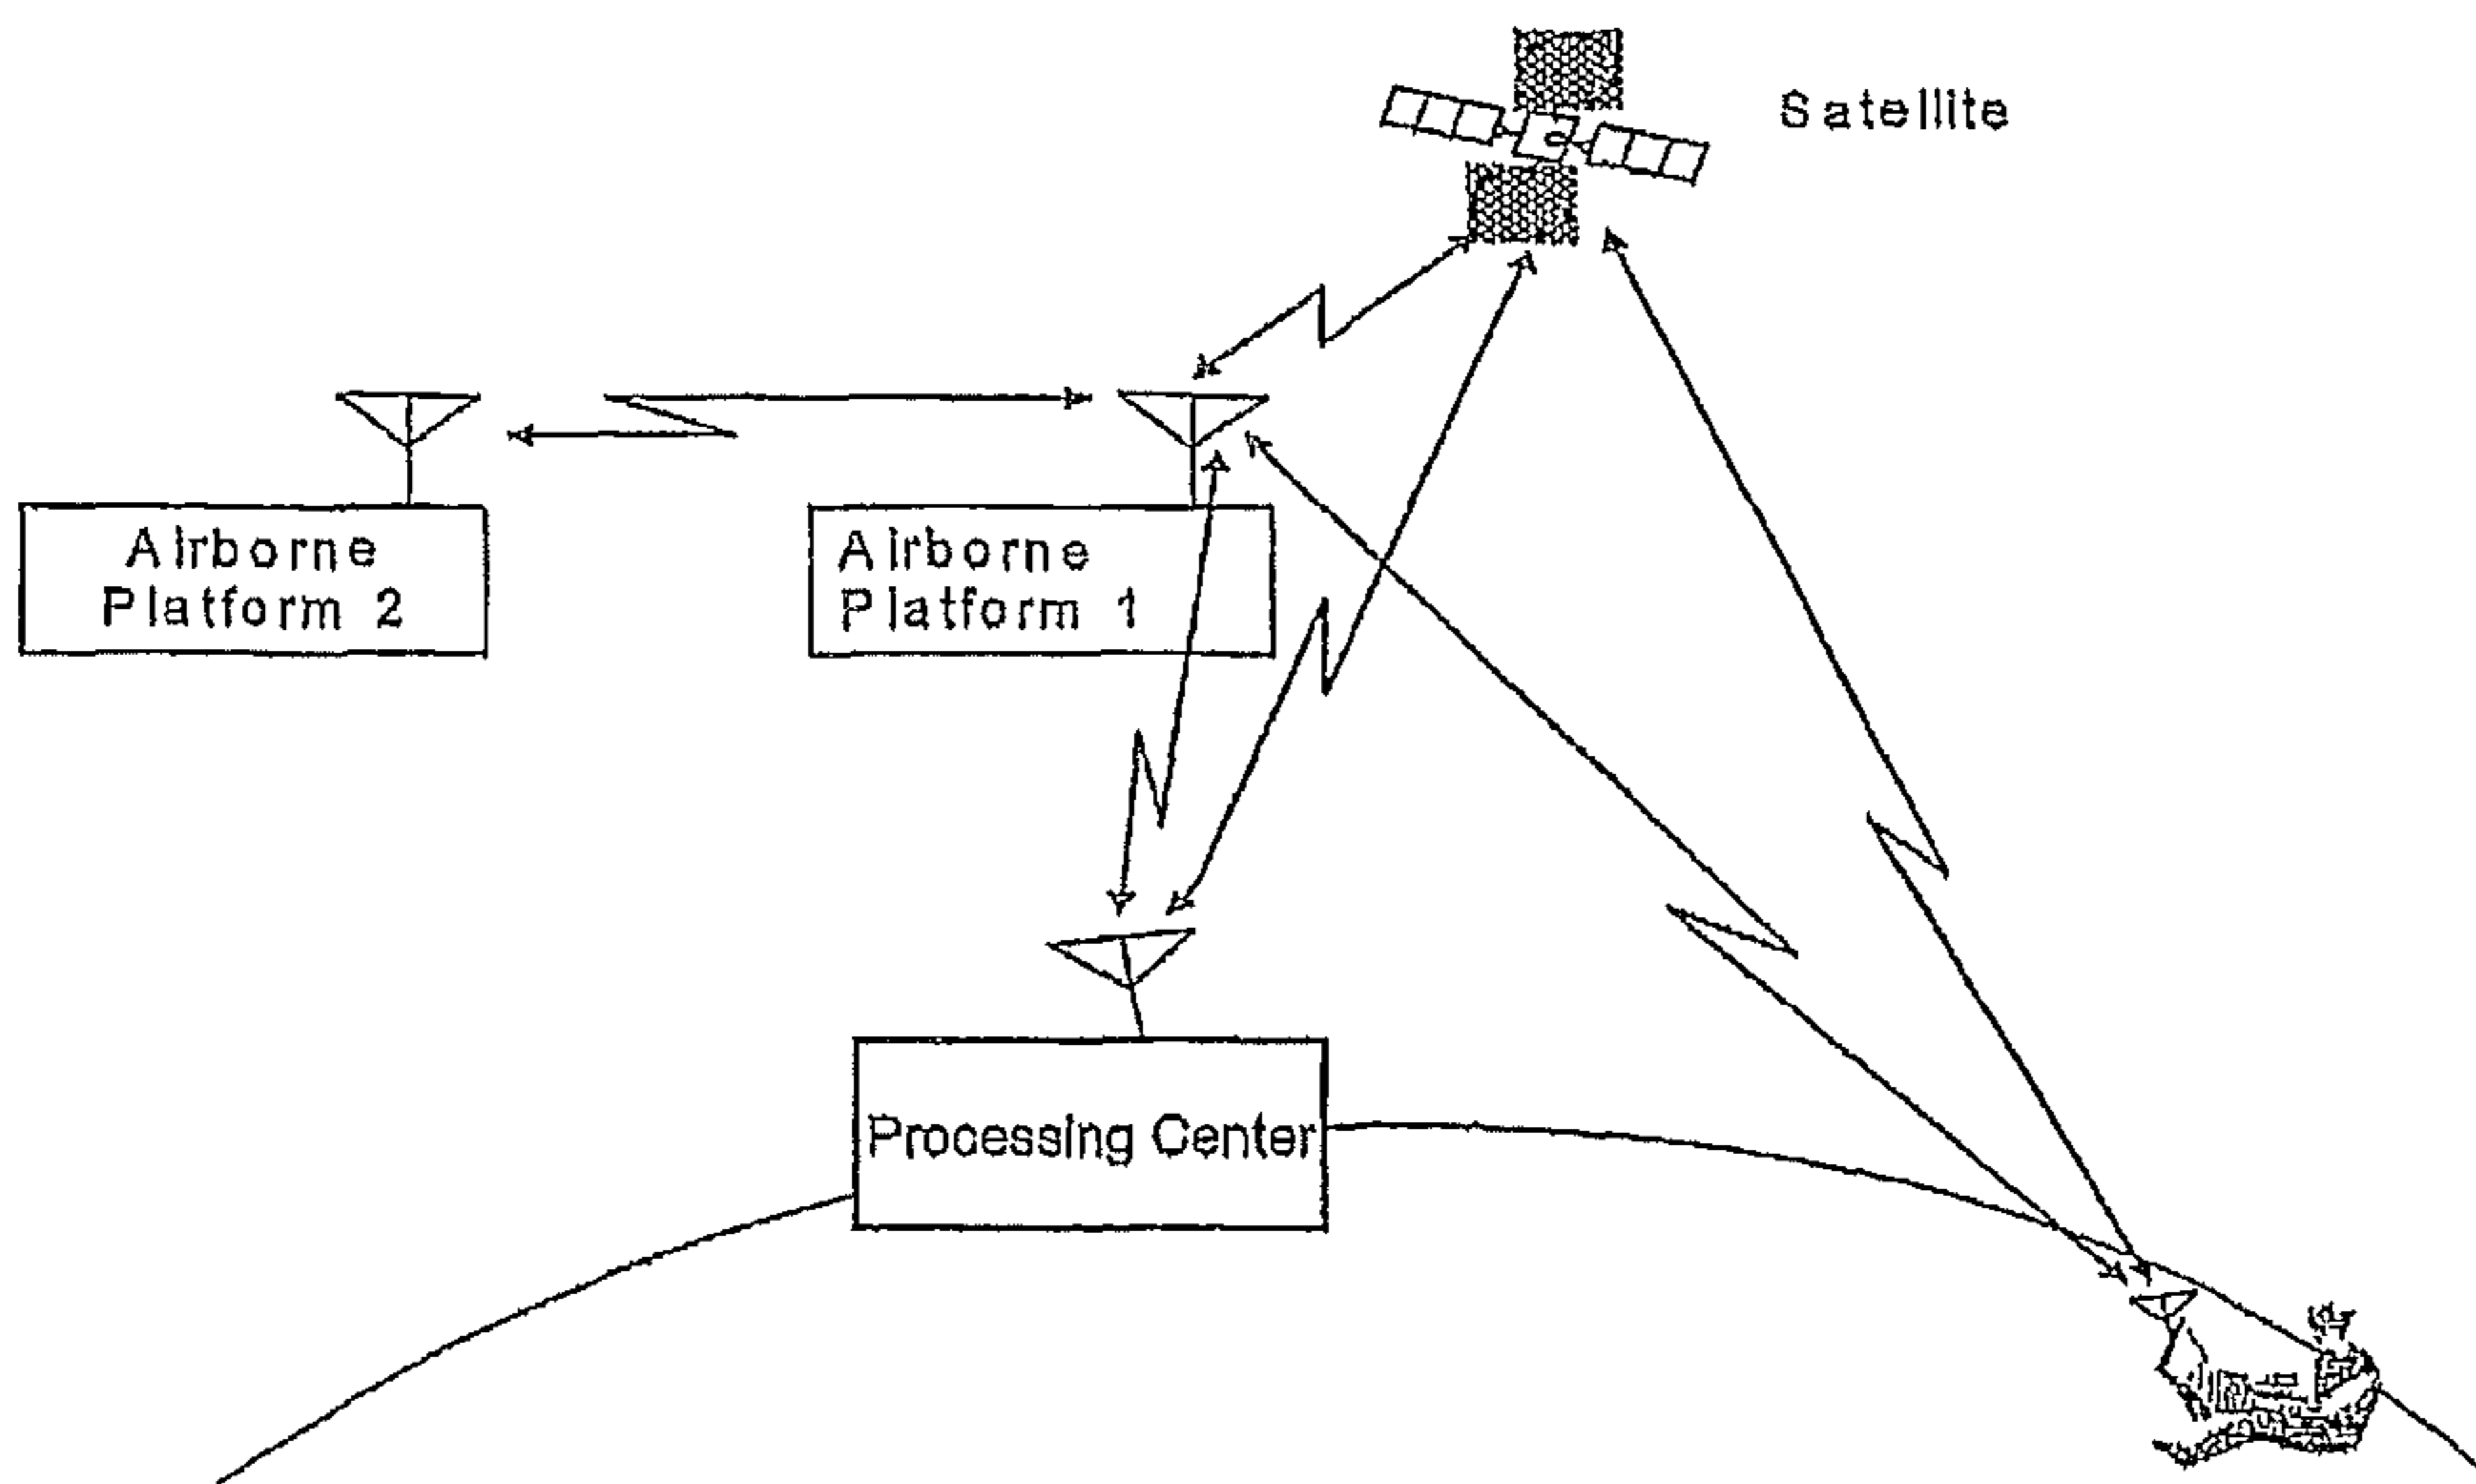 Satellite
Airborne
Platform 2
Airborne
Platform 1
Processing Center